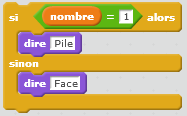 si nombre = 1 alors
dire Pile
sinon
dire Face